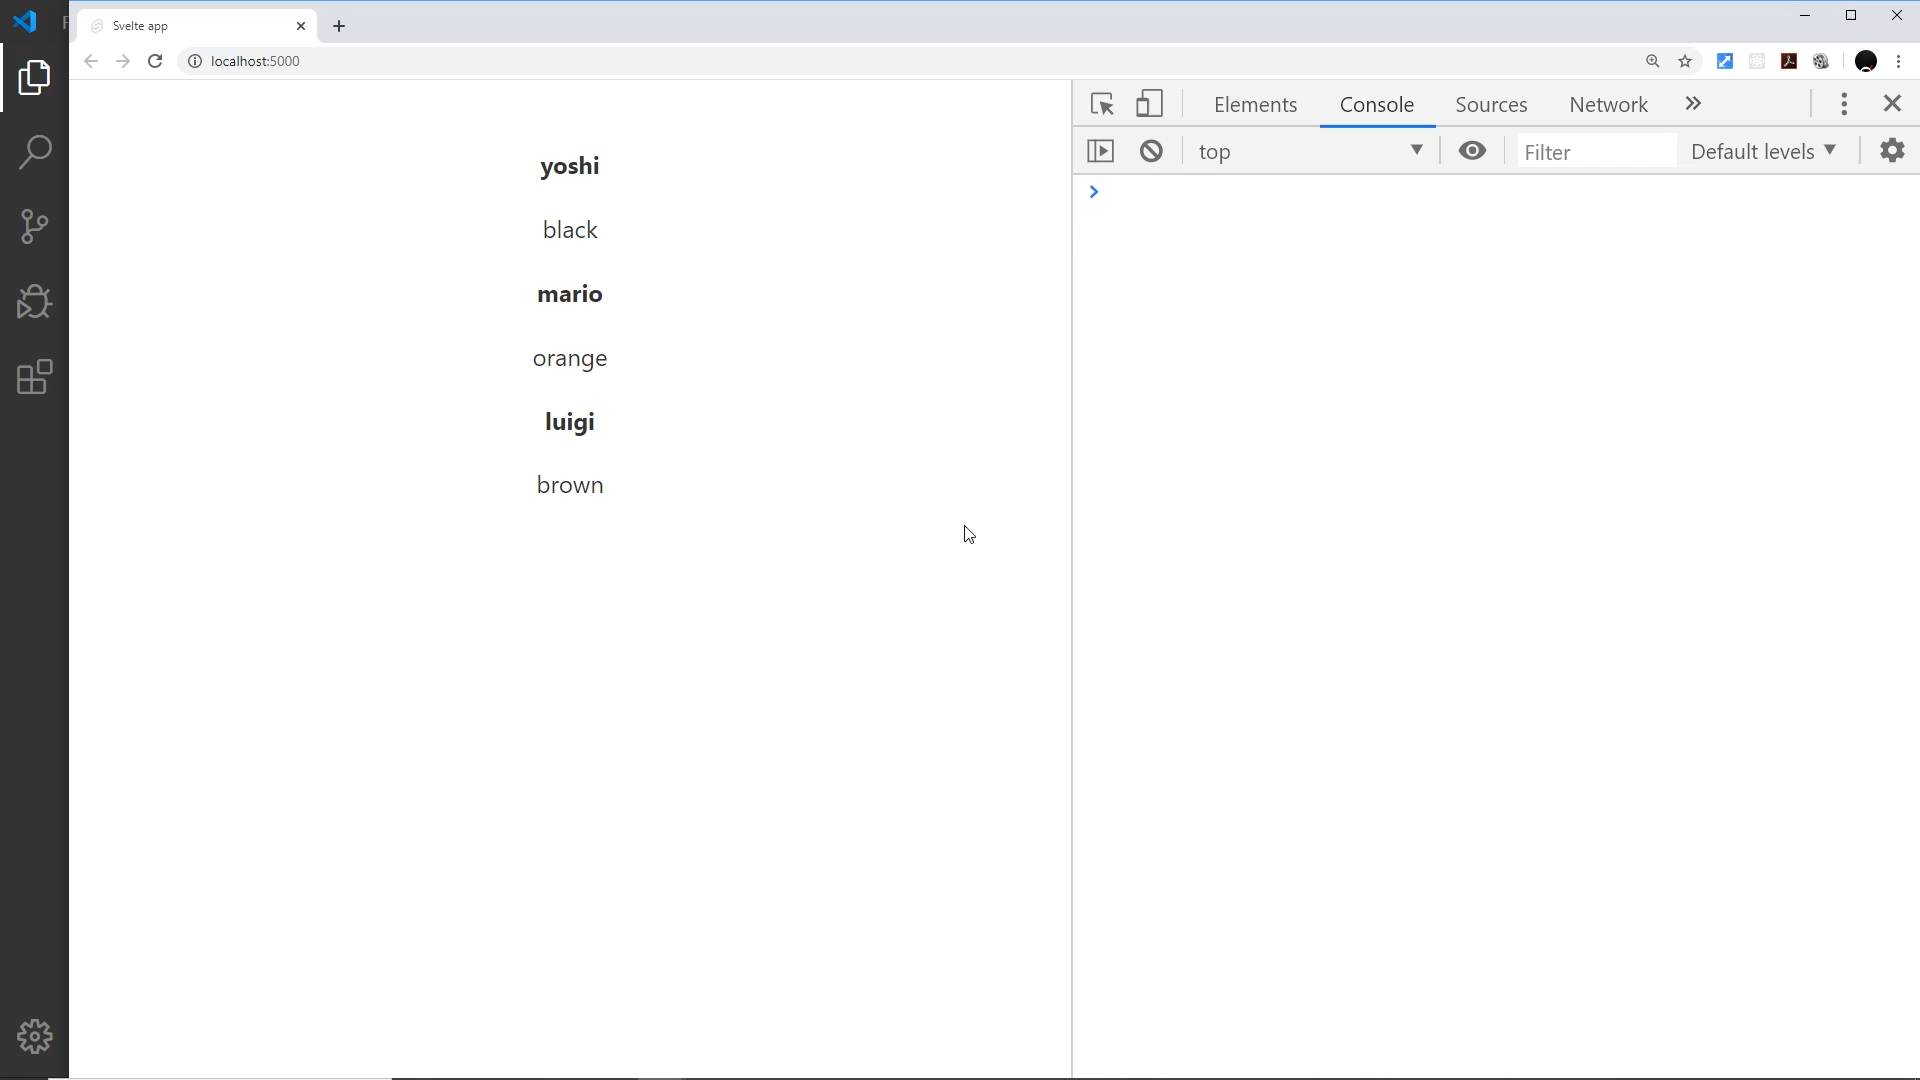 Svelte app
localhost:5000
Elements Console Sources Network
top Filter Default levels
yoshi
black
mario
orange
luigi
brown